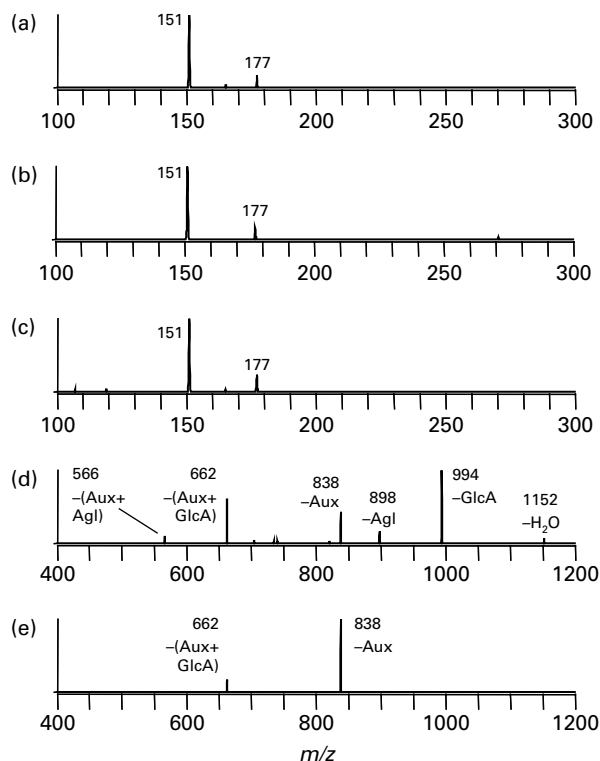 (a)
151
177
100 150 200 250 300
(b)
151
177
100 150 200 250 300
(c)
151
177
100 150 200 250 300
(d)
566
–(Aux+
Agl)
662
–(Aux+
GlcA)
838
–Aux
898
–Agl
994
–GlcA
1152
–H₂O
400 600 800 1000 1200
(e)
662
–(Aux+
GlcA)
838
–Aux
400 600 800 1000 1200
m/z